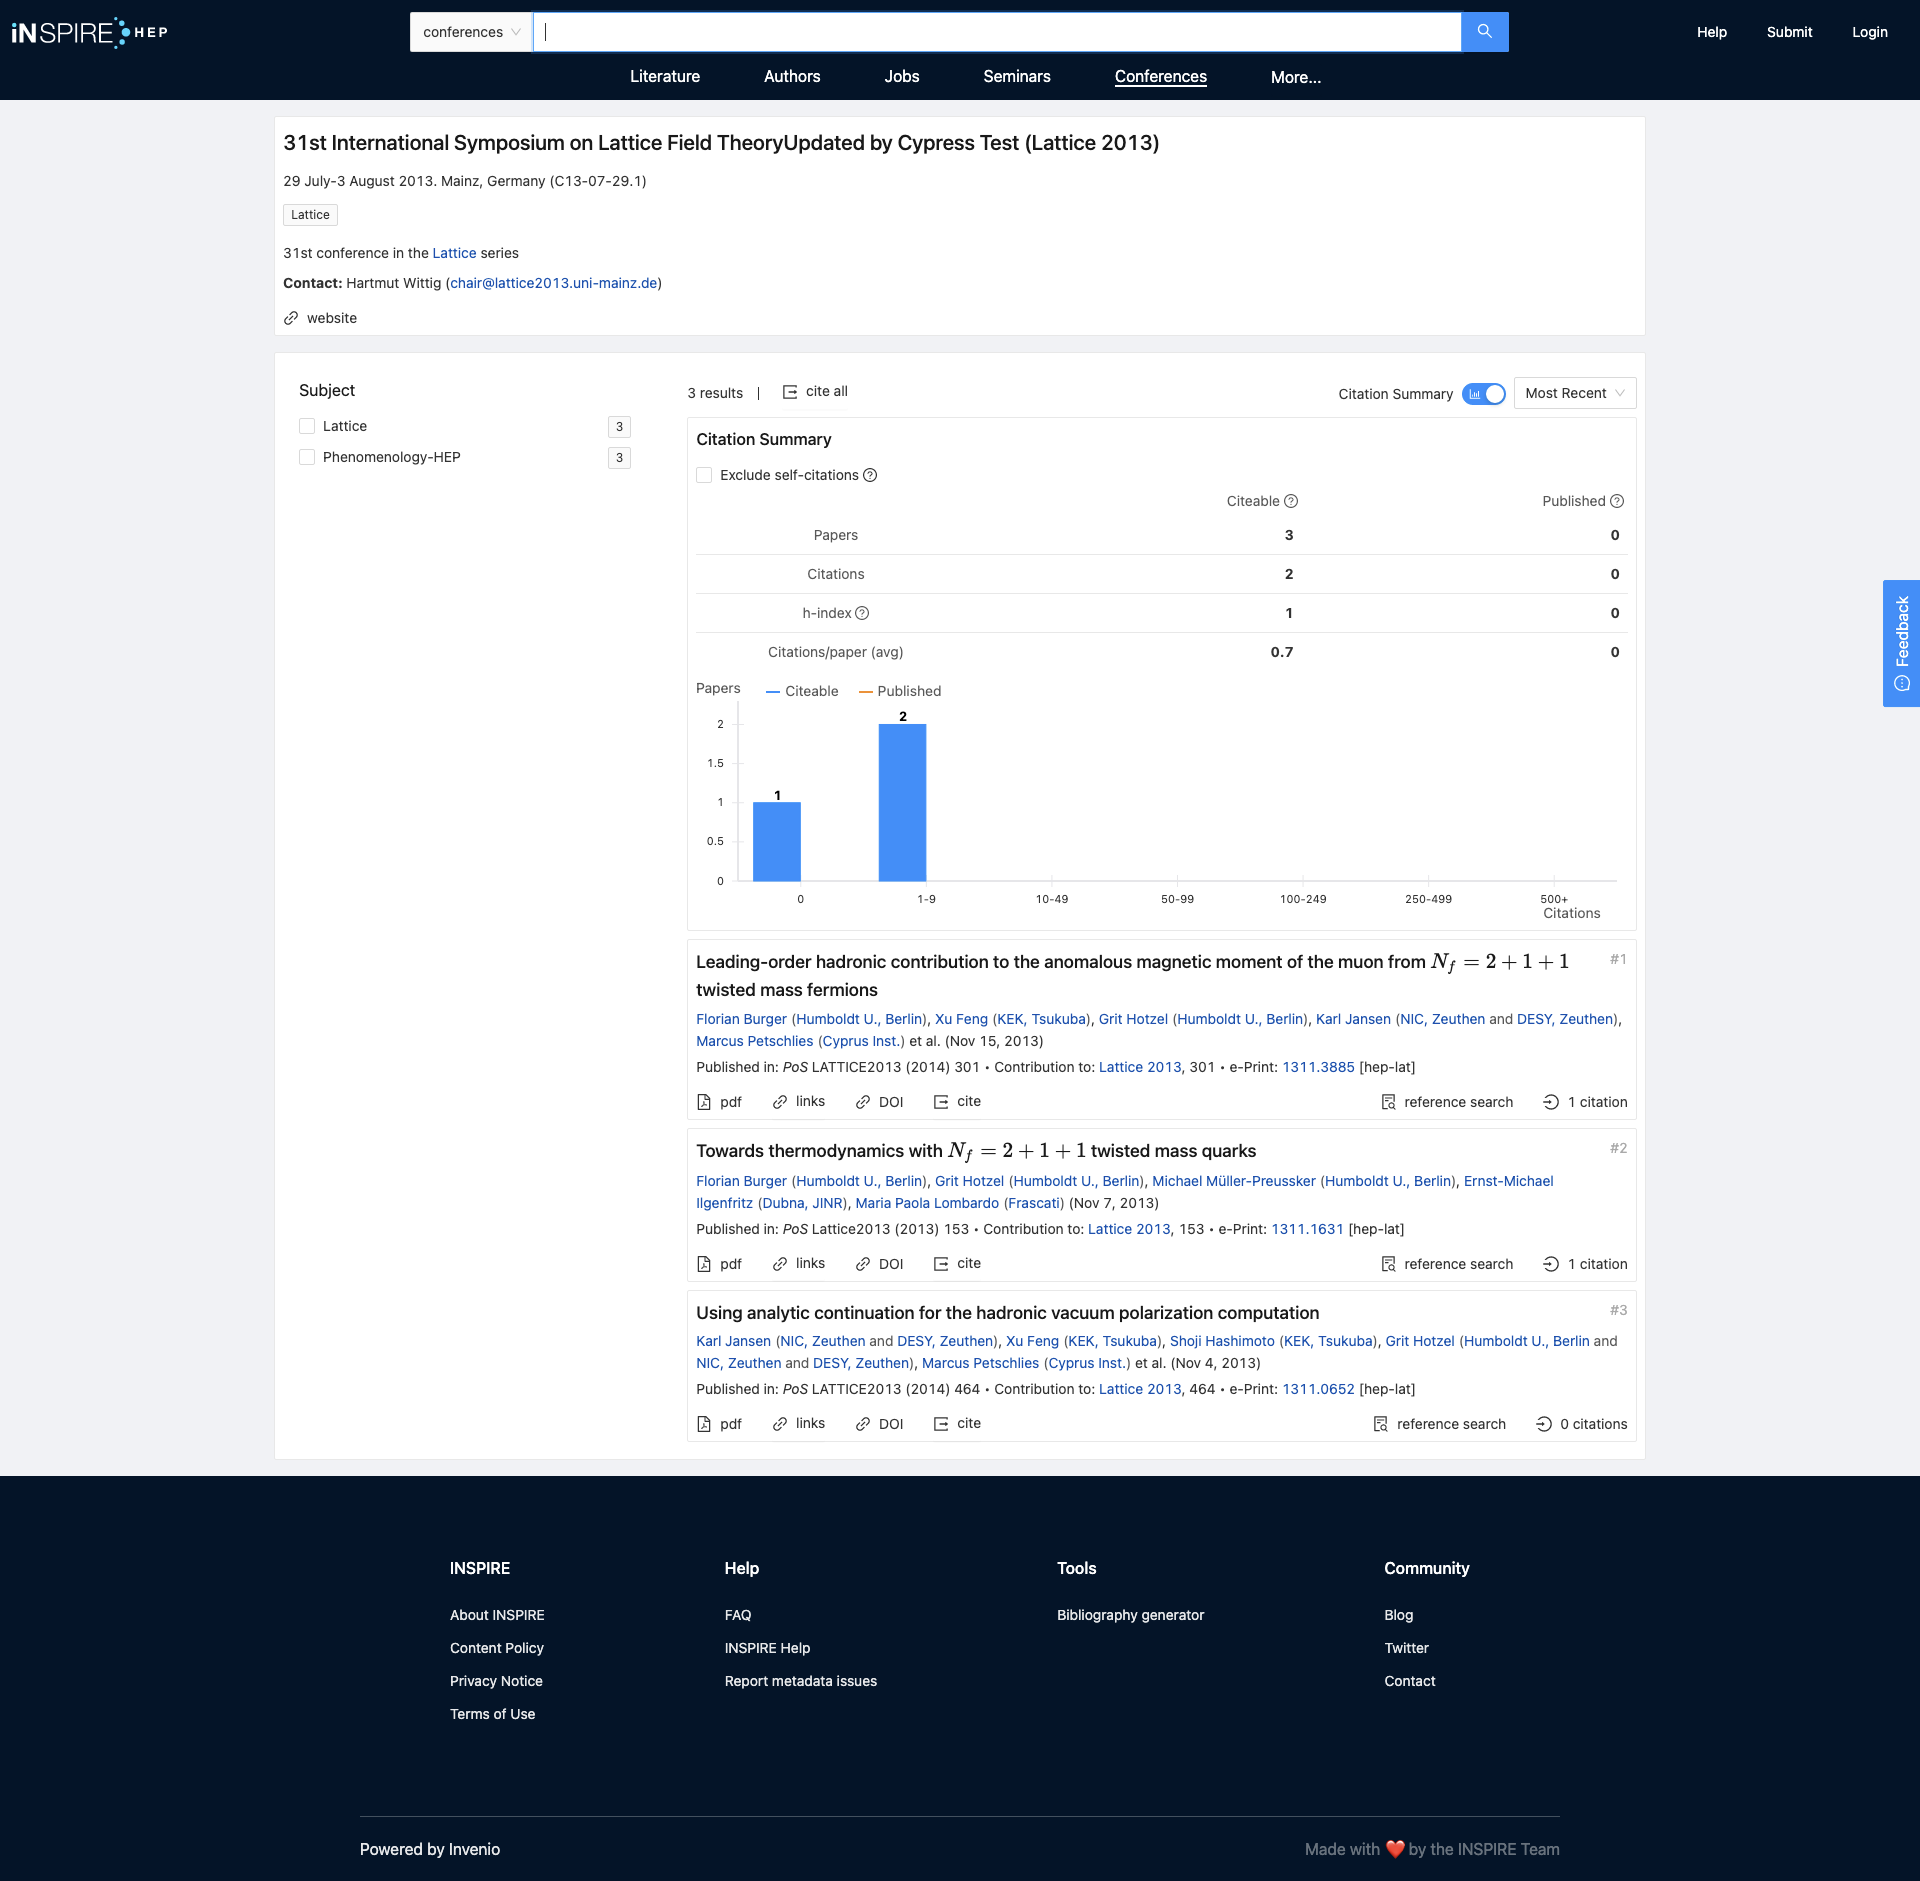 iNSPIRE HEP
conferences
Help
Submit
Login
Literature
Authors
Jobs
Seminars
Conferences
More...
31st International Symposium on Lattice Field TheoryUpdated by Cypress Test (Lattice 2013)
29 July-3 August 2013. Mainz, Germany (C13-07-29.1)
Lattice
31st conference in the Lattice series
Contact: Hartmut Wittig (chair@lattice2013.uni-mainz.de)
website
Subject
Lattice 3
Phenomenology-HEP 3
3 results | cite all
Citation Summary
Most Recent
Citation Summary
Exclude self-citations
Citeable Published
Papers 3 0
Citations 2 0
h-index 1 0
Citations/paper (avg) 0.7 0
Papers
Citeable
Published
2
1.5
1
0.5
0
1
2
0 1-9 10-49 50-99 100-249 250-499 500+
Citations
Leading-order hadronic contribution to the anomalous magnetic moment of the muon from N_f = 2 + 1 + 1 #1
twisted mass fermions
Florian Burger (Humboldt U., Berlin), Xu Feng (KEK, Tsukuba), Grit Hotzel (Humboldt U., Berlin), Karl Jansen (NIC, Zeuthen and DESY, Zeuthen),
Marcus Petschlies (Cyprus Inst.) et al. (Nov 15, 2013)
Published in: PoS LATTICE2013 (2014) 301 • Contribution to: Lattice 2013, 301 • e-Print: 1311.3885 [hep-lat]
pdf links DOI cite reference search 1 citation
Towards thermodynamics with N_f = 2 + 1 + 1 twisted mass quarks #2
Florian Burger (Humboldt U., Berlin), Grit Hotzel (Humboldt U., Berlin), Michael Müller-Preussker (Humboldt U., Berlin), Ernst-Michael
Ilgenfritz (Dubna, JINR), Maria Paola Lombardo (Frascati) (Nov 7, 2013)
Published in: PoS Lattice2013 (2013) 153 • Contribution to: Lattice 2013, 153 • e-Print: 1311.1631 [hep-lat]
pdf links DOI cite reference search 1 citation
Using analytic continuation for the hadronic vacuum polarization computation #3
Karl Jansen (NIC, Zeuthen and DESY, Zeuthen), Xu Feng (KEK, Tsukuba), Shoji Hashimoto (KEK, Tsukuba), Grit Hotzel (Humboldt U., Berlin and
NIC, Zeuthen and DESY, Zeuthen), Marcus Petschlies (Cyprus Inst.) et al. (Nov 4, 2013)
Published in: PoS LATTICE2013 (2014) 464 • Contribution to: Lattice 2013, 464 • e-Print: 1311.0652 [hep-lat]
pdf links DOI cite reference search 0 citations
Feedback
INSPIRE
About INSPIRE
Content Policy
Privacy Notice
Terms of Use
Help
FAQ
INSPIRE Help
Report metadata issues
Tools
Bibliography generator
Community
Blog
Twitter
Contact
Powered by Invenio
Made with ❤️ by the INSPIRE Team